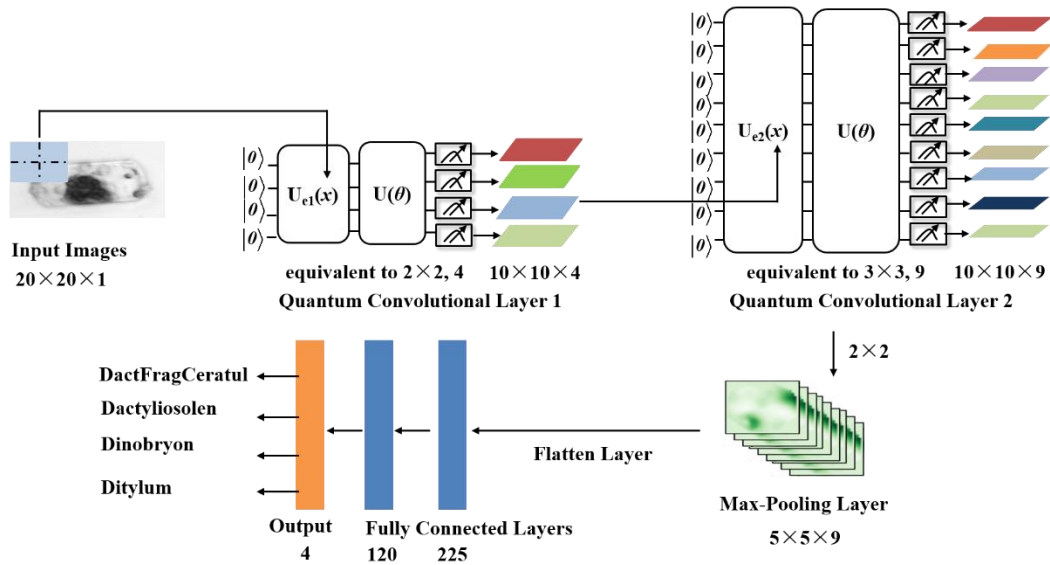 |0⟩
|0⟩
|0⟩
|0⟩
|0⟩
|0⟩
|0⟩
|0⟩
|0⟩
U_e2(x)
U(θ)
|0⟩
|0⟩
|0⟩
|0⟩
U_e1(x)
U(θ)
Input Images
20×20×1
equivalent to 2×2, 4
10×10×4
Quantum Convolutional Layer 1
equivalent to 3×3, 9
10×10×9
Quantum Convolutional Layer 2
2×2
DactFragCeratul
Dactyliosolen
Dinobryon
Ditylum
Flatten Layer
Max-Pooling Layer
5×5×9
Output
4
Fully Connected Layers
120
225